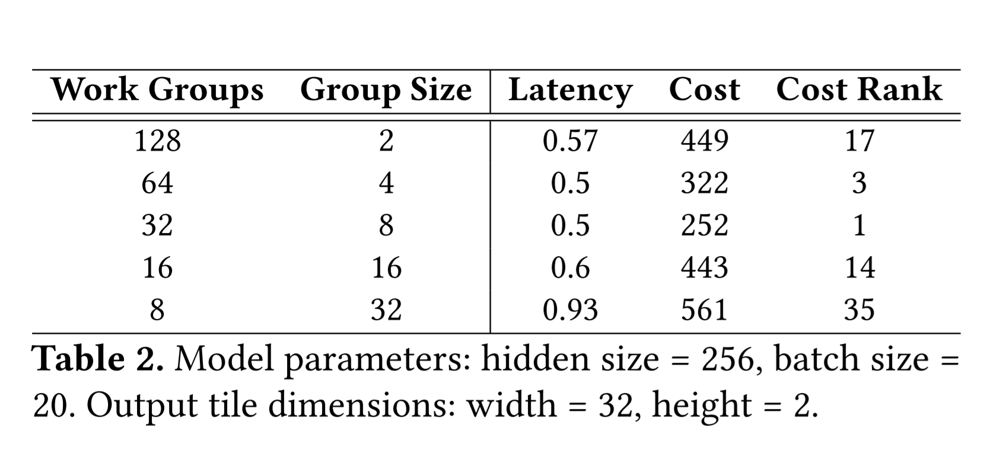 Work Groups Group Size Latency Cost Cost Rank
128 2 0.57 449 17
64 4 0.5 322 3
32 8 0.5 252 1
16 16 0.6 443 14
8 32 0.93 561 35
Table 2. Model parameters: hidden size = 256, batch size =
20. Output tile dimensions: width = 32, height = 2.